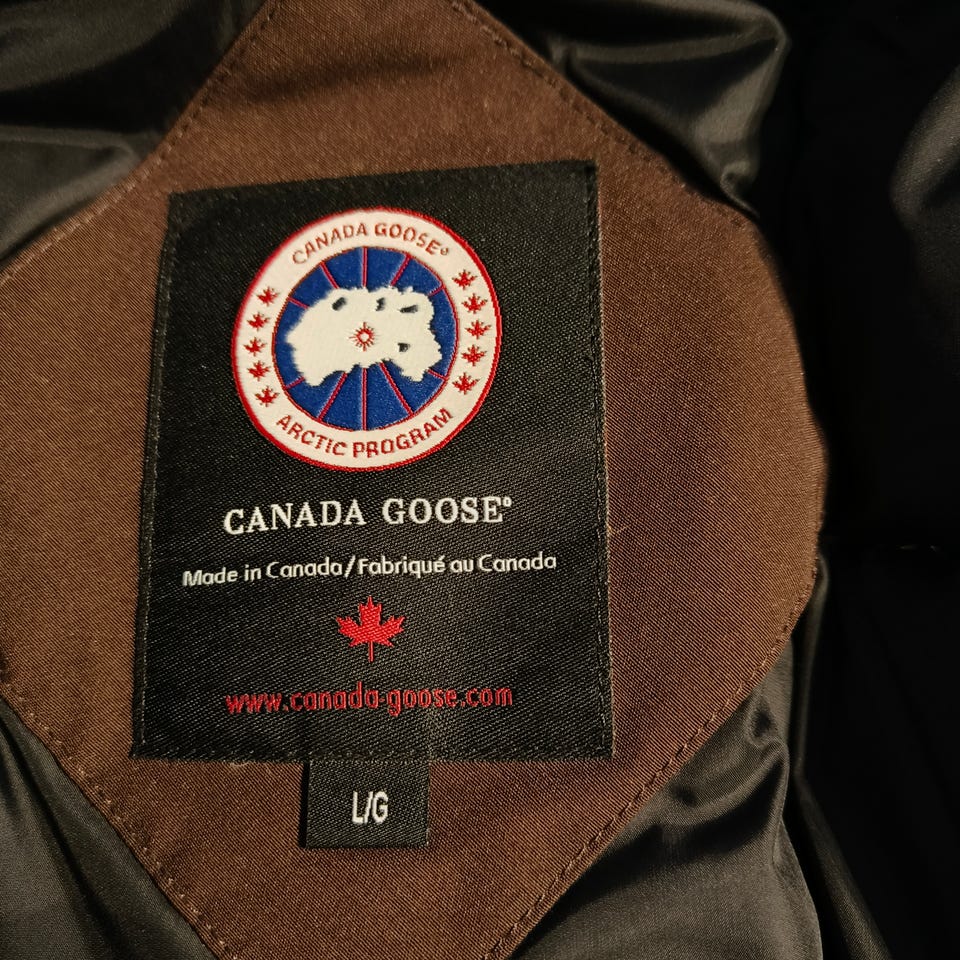 CANADA GOOSE®
ARCTIC PROGRAM
CANADA GOOSE®
Made in Canada/Fabriqué au Canada
www.canada-goose.com
L/G